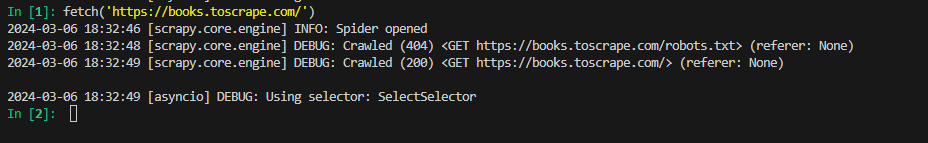 In [1]: fetch('https://books.toscrape.com/')
2024-03-06 18:32:46 [scrapy.core.engine] INFO: Spider opened
2024-03-06 18:32:48 [scrapy.core.engine] DEBUG: Crawled (404) <GET https://books.toscrape.com/robots.txt> (referer: None)
2024-03-06 18:32:49 [scrapy.core.engine] DEBUG: Crawled (200) <GET https://books.toscrape.com/> (referer: None)
2024-03-06 18:32:49 [asyncio] DEBUG: Using selector: SelectSelector
In [2]: